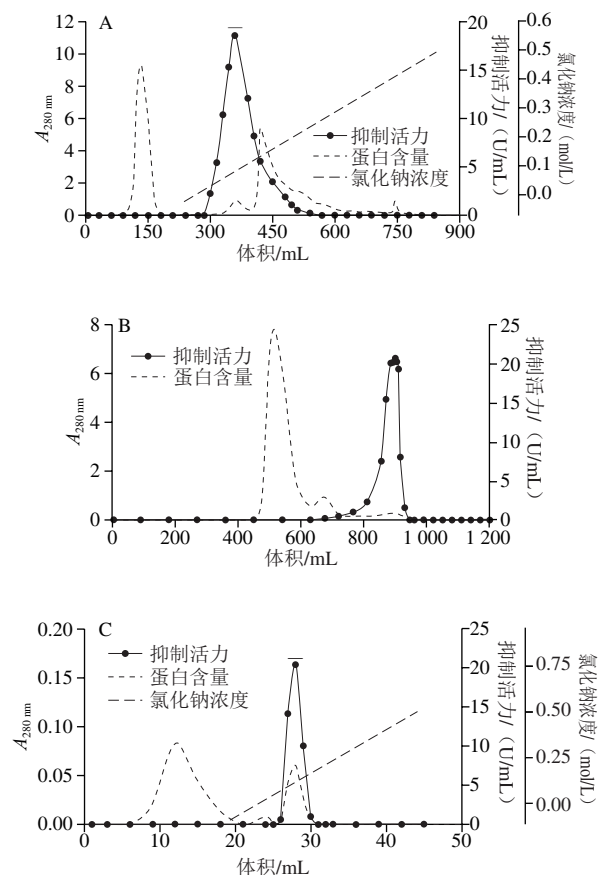 A
12
10
8
6
4
2
0
A280 nm
0
150
300
450
600
750
900
体积/mL
20
15
10
5
0
抑制活力/（U/mL）
0.6
0.5
0.4
0.3
0.2
0.1
0.0
氯化钠浓度/（mol/L）
抑制活力
蛋白含量
氯化钠浓度
B
8
6
4
2
0
A280 nm
抑制活力
蛋白含量
0
200
400
600
800
1 000
1 200
体积/mL
25
20
15
10
5
0
抑制活力/（U/mL）
C
0.20
0.15
0.10
0.05
0.00
A280 nm
抑制活力
蛋白含量
氯化钠浓度
0
10
20
30
40
50
体积/mL
25
20
15
10
5
0
抑制活力/（U/mL）
0.75
0.50
0.25
0.00
氯化钠浓度/（mol/L）